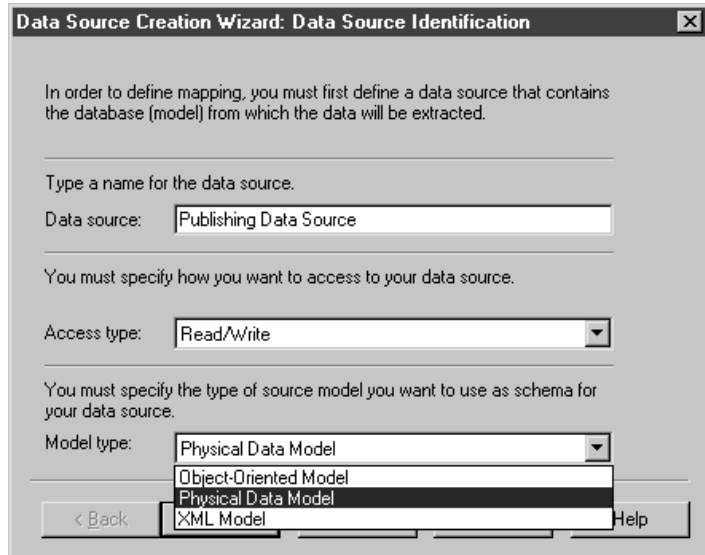 Data Source Creation Wizard: Data Source Identification
In order to define mapping, you must first define a data source that contains
the database (model) from which the data will be extracted.
Type a name for the data source.
Data source: Publishing Data Source
You must specify how you want to access to your data source.
Access type: Read/Write
You must specify the type of source model you want to use as schema for
your data source.
Model type: Physical Data Model
Object-Oriented Model
Physical Data Model
XML Model
< Back
Help